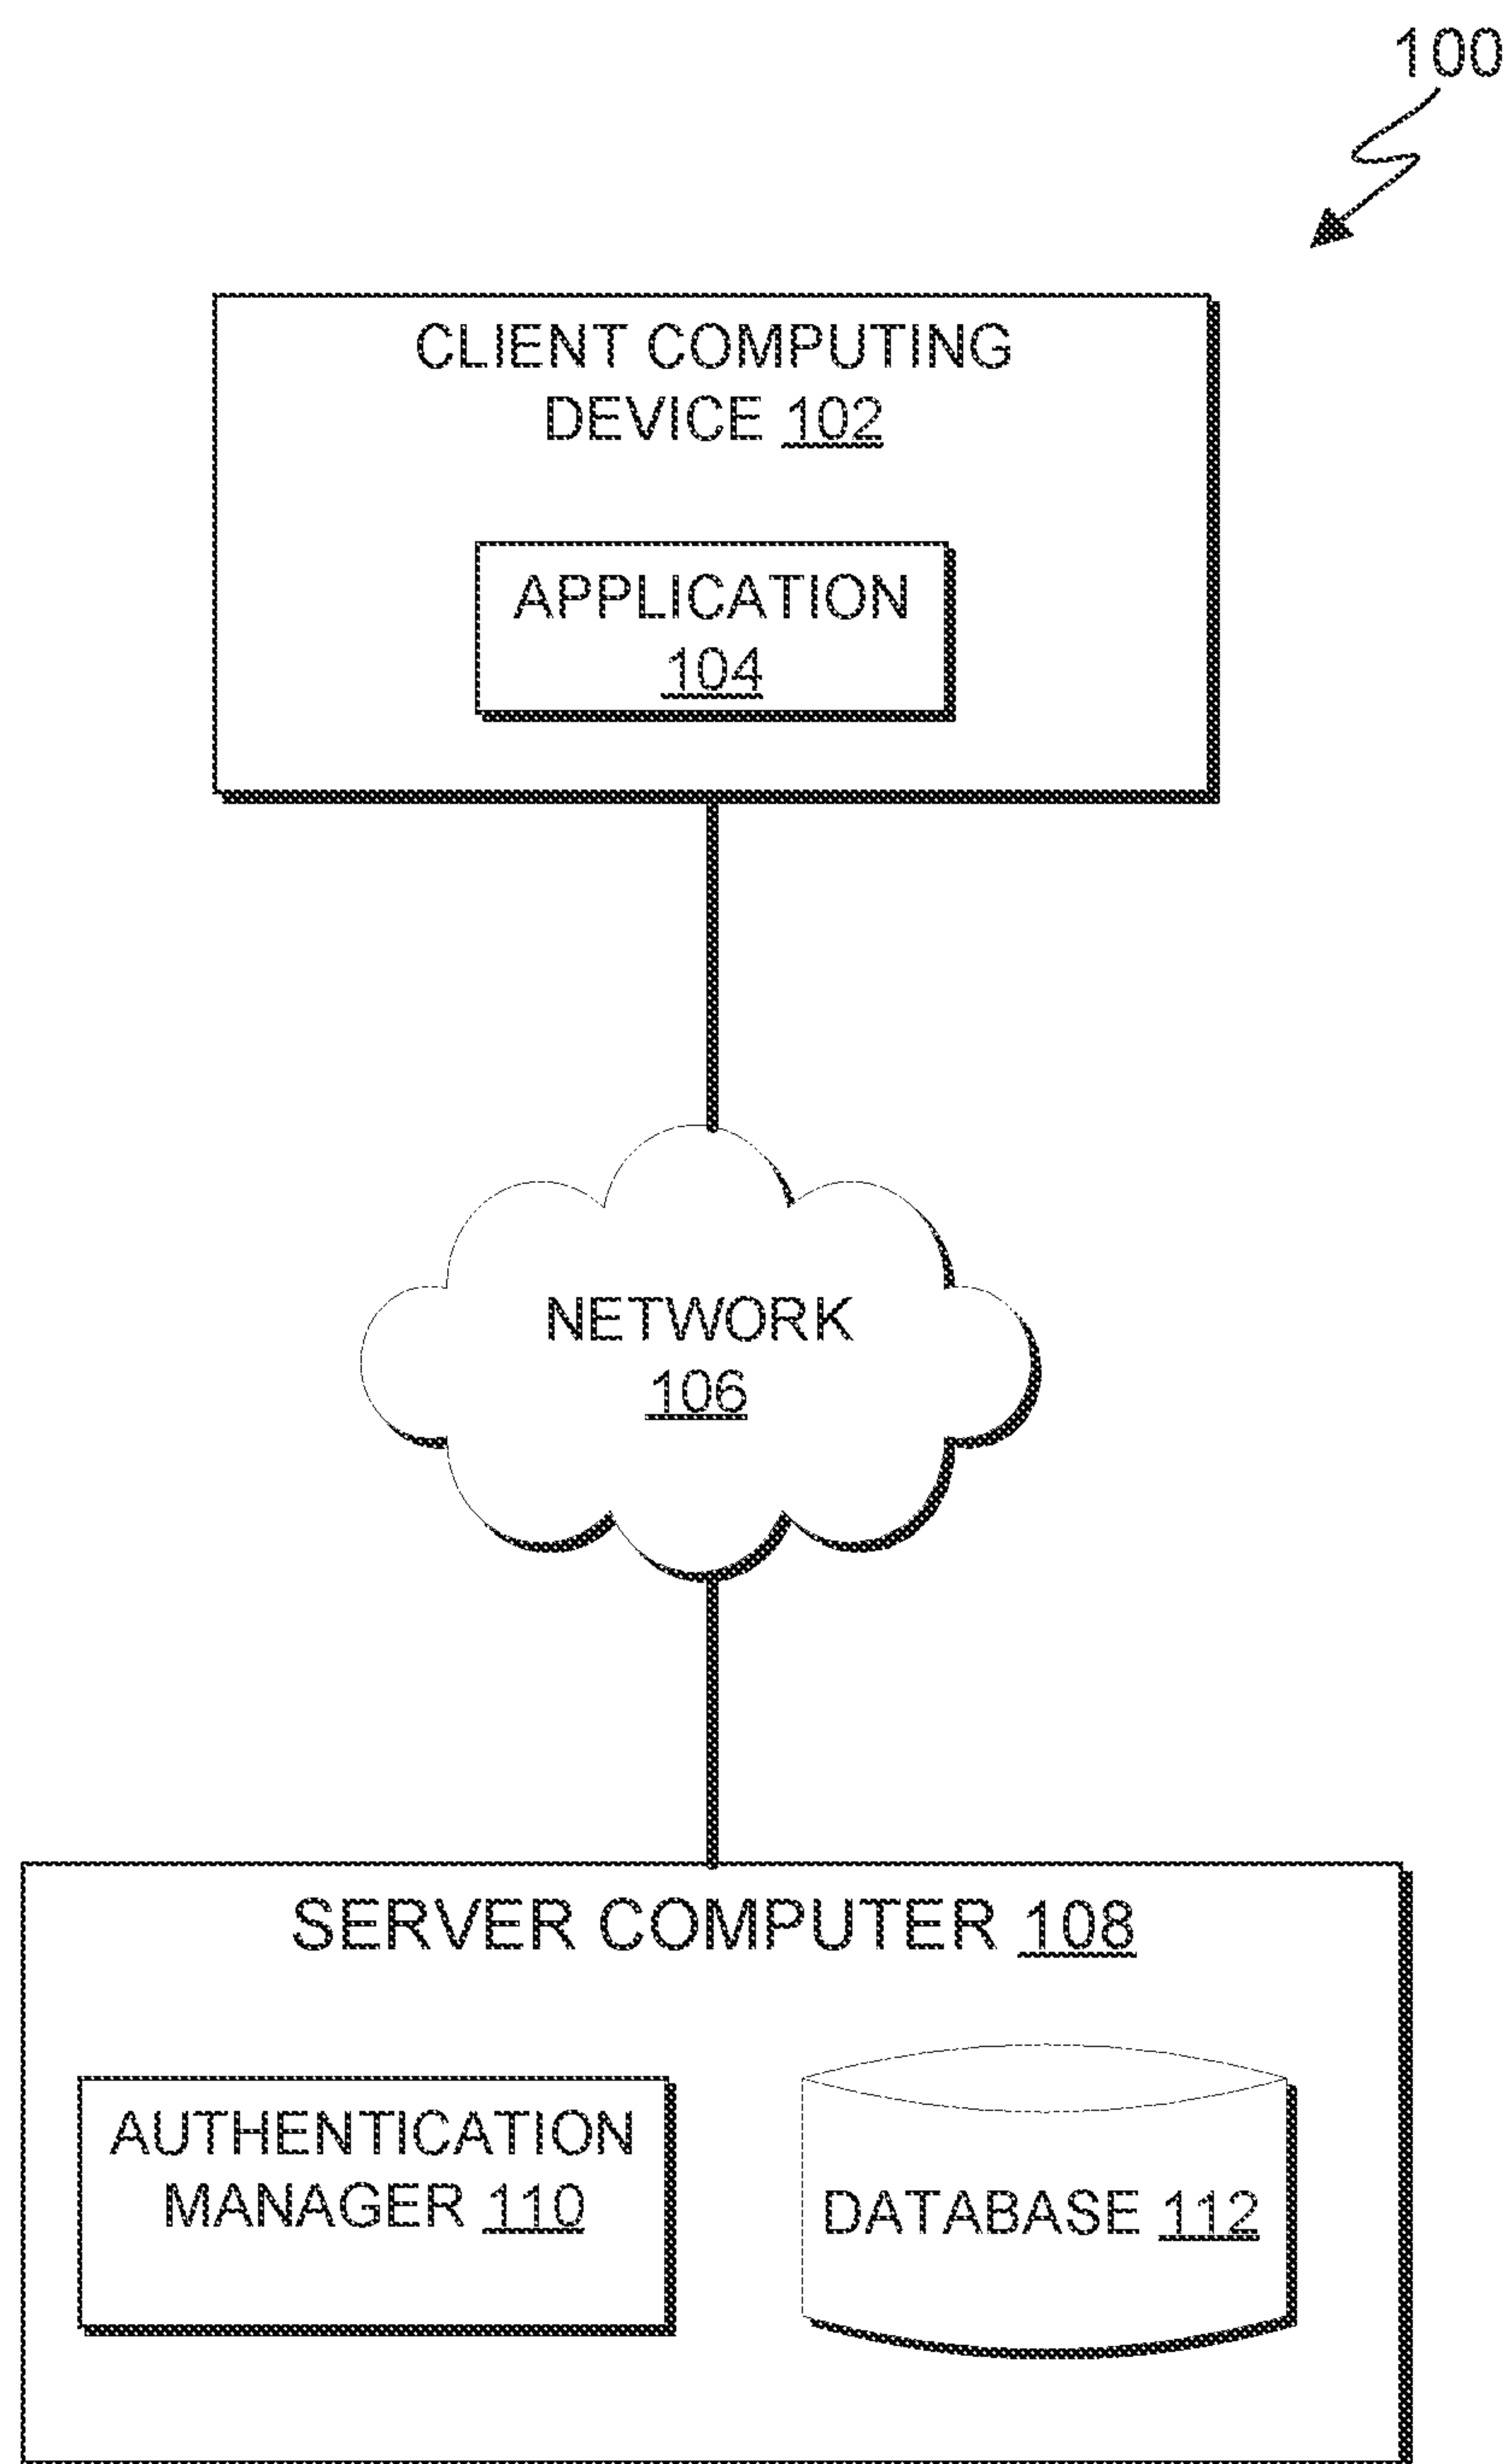 100
CLIENT COMPUTING
DEVICE 102
APPLICATION
104
NETWORK
106
SERVER COMPUTER 108
AUTHENTICATION
MANAGER 110
DATABASE 112